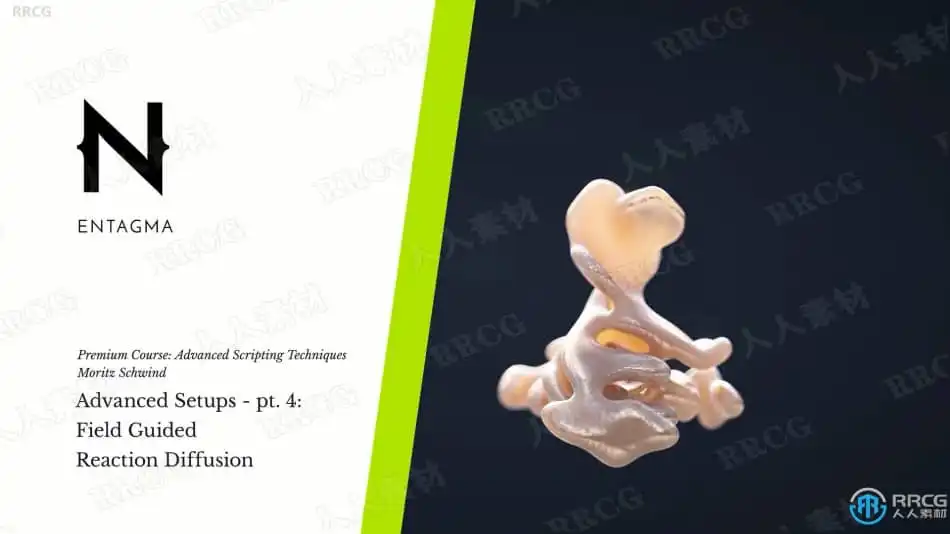 RRCG
ENTAGMA
Premium Course: Advanced Scripting Techniques
Moritz Schwind
Advanced Setups - pt. 4:
Field Guided
Reaction Diffusion
RRCG
人人素材